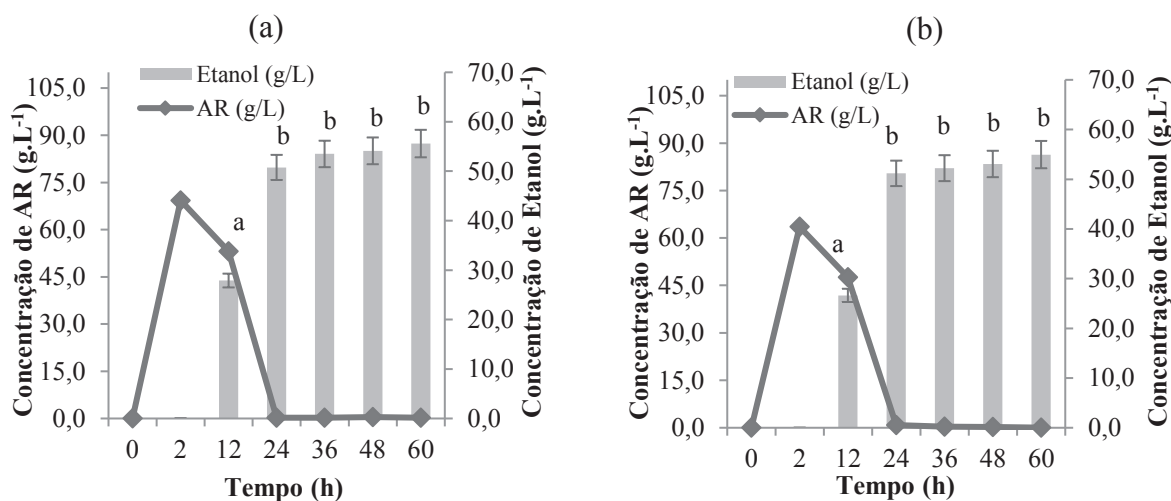 (a)
Etanol (g/L)
AR (g/L)
Concentração de AR (g.L⁻¹)
105,0
90,0
75,0
60,0
45,0
30,0
15,0
0,0
70,0
60,0
50,0
40,0
30,0
20,0
10,0
0,0
Concentração de Etanol (g.L⁻¹)
a
b
b
b
b
0 2 12 24 36 48 60
Tempo (h)
(b)
Etanol (g/L)
AR (g/L)
Concentração de AR (g.L⁻¹)
105,0
90,0
75,0
60,0
45,0
30,0
15,0
0,0
70,0
60,0
50,0
40,0
30,0
20,0
10,0
0,0
Concentração de Etanol (g.L⁻¹)
a
b
b
b
b
0 2 12 24 36 48 60
Tempo (h)